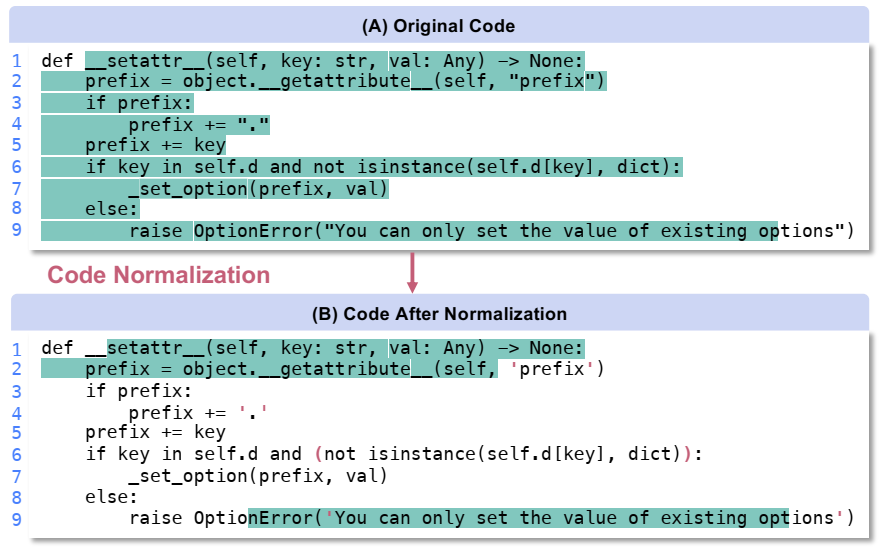 (A) Original Code
1 def __setattr__(self, key: str, val: Any) -> None:
2     prefix = object.__getattribute__(self, "prefix")
3     if prefix:
4         prefix += "."
5     prefix += key
6     if key in self.d and not isinstance(self.d[key], dict):
7         _set_option(prefix, val)
8     else:
9         raise OptionError("You can only set the value of existing options")
Code Normalization
(B) Code After Normalization
1 def __setattr__(self, key: str, val: Any) -> None:
2     prefix = object.__getattribute__(self, 'prefix')
3     if prefix:
4         prefix += '.'
5     prefix += key
6     if key in self.d and (not isinstance(self.d[key], dict)):
7         _set_option(prefix, val)
8     else:
9         raise OptionError('You can only set the value of existing options')